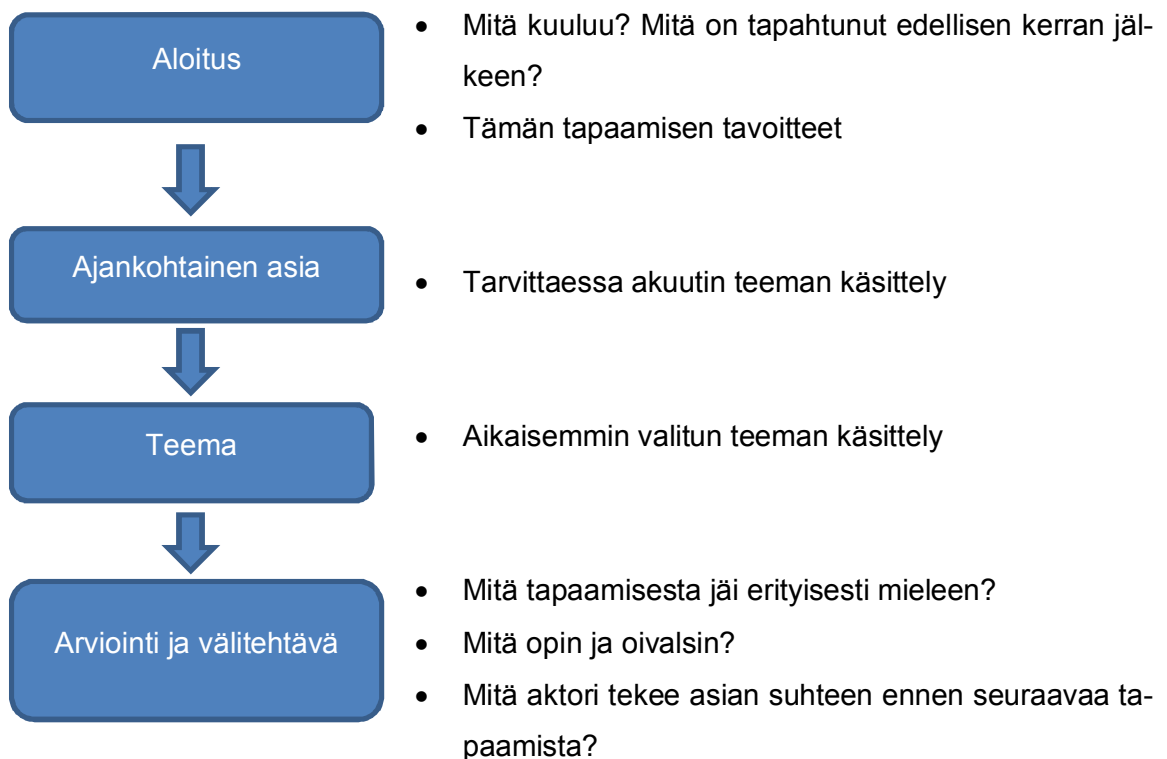 Aloitus
• Mitä kuuluu? Mitä on tapahtunut edellisen kerran jäl-
keen?
• Tämän tapaamisen tavoitteet
Ajankohtainen asia
• Tarvittaessa akuutin teeman käsittely
Teema
• Aikaisemmin valitun teeman käsittely
Arviointi ja välitehtävä
• Mitä tapaamisesta jäi erityisesti mieleen?
• Mitä opin ja oivalsin?
• Mitä aktori tekee asian suhteen ennen seuraavaa ta-
paamista?